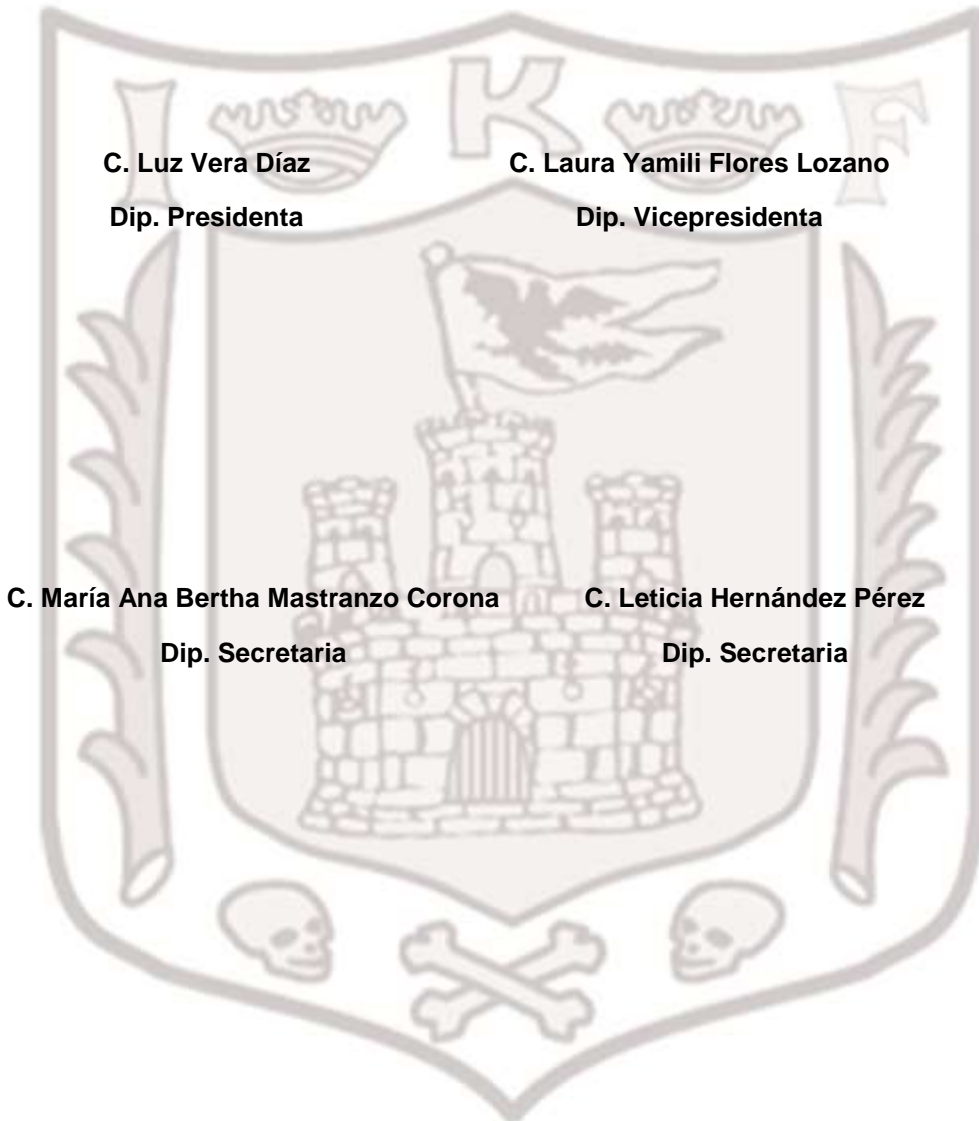 I K F
C. Luz Vera Díaz C. Laura Yamili Flores Lozano
Dip. Presidenta Dip. Vicepresidenta
C. María Ana Bertha Mastranzo Corona C. Leticia Hernández Pérez
Dip. Secretaria Dip. Secretaria